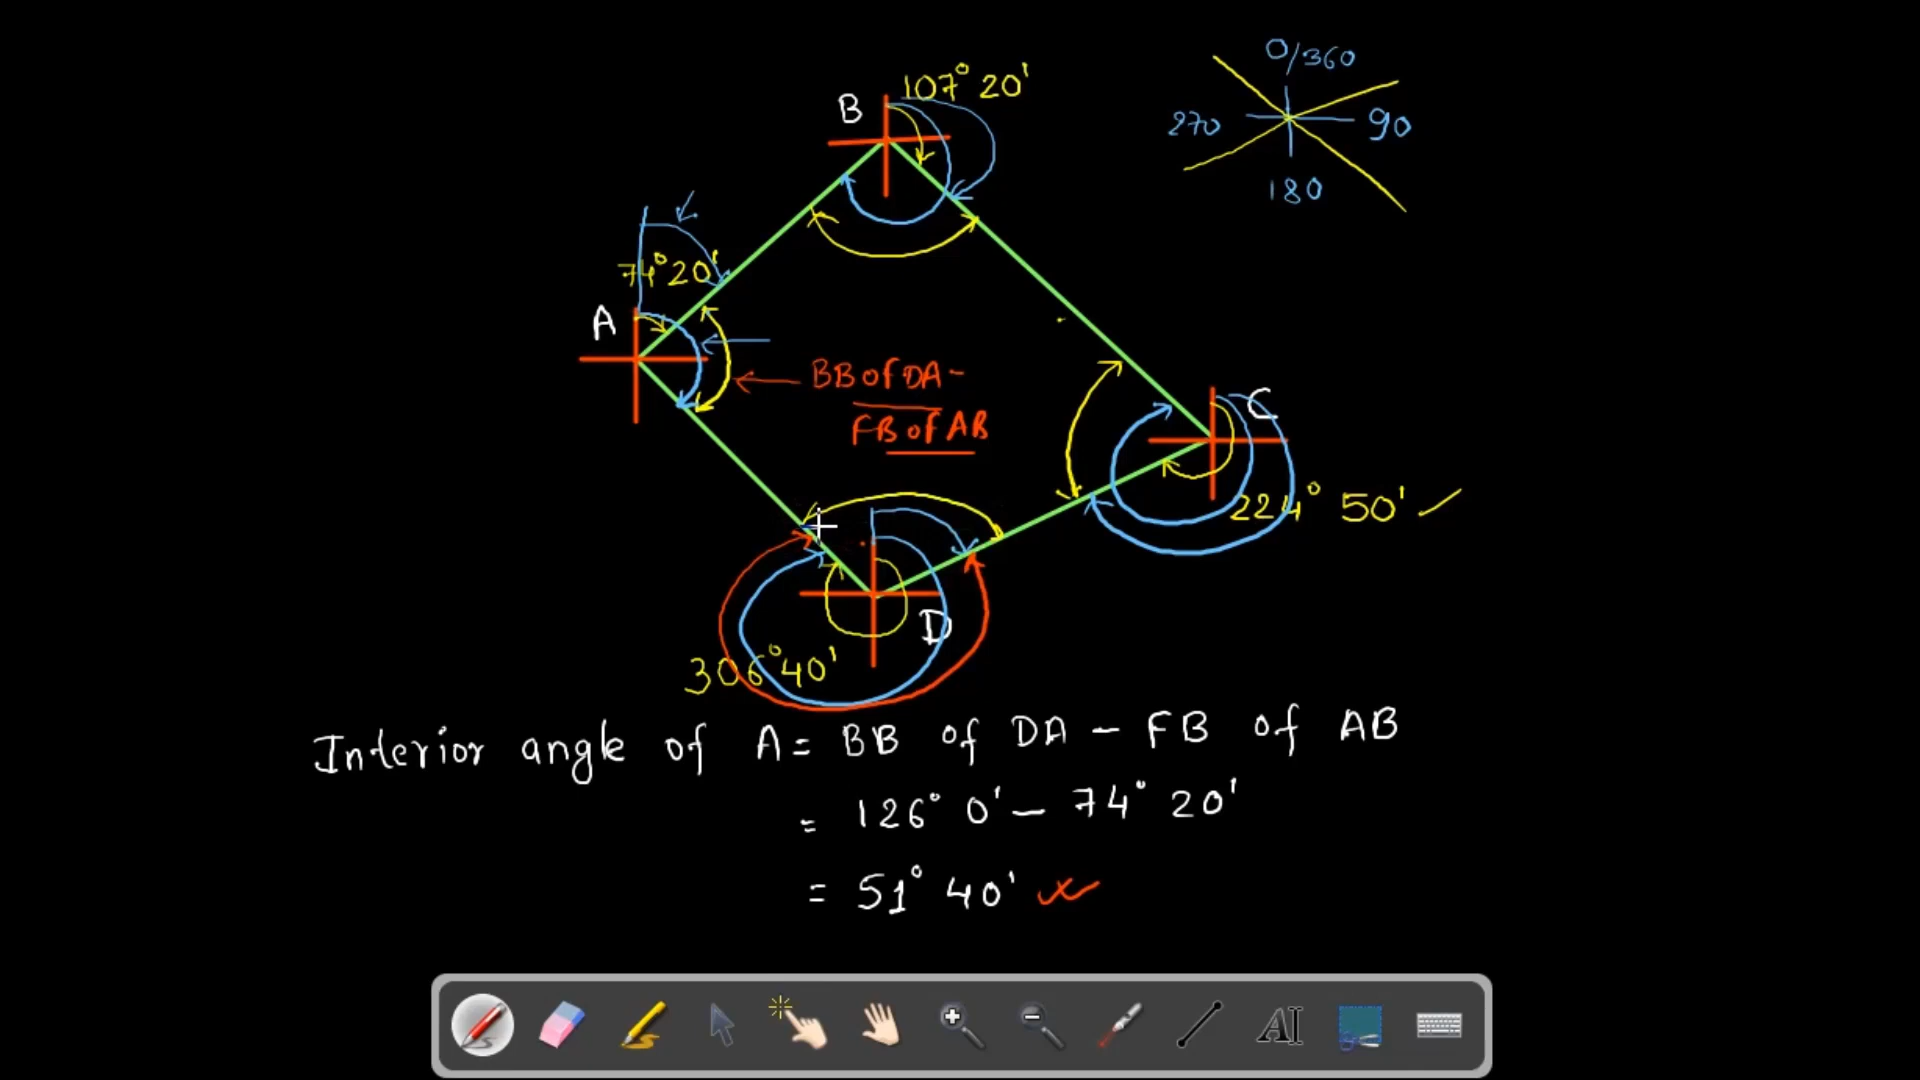 0/360
B 107° 20'
270 90
180
74° 20'
A
BB of DA -
FB of AB
C
224° 50'
D
306° 40'
Interior angle of A = BB of DA - FB of AB
= 126° 0' - 74° 20'
= 51° 40'
AI